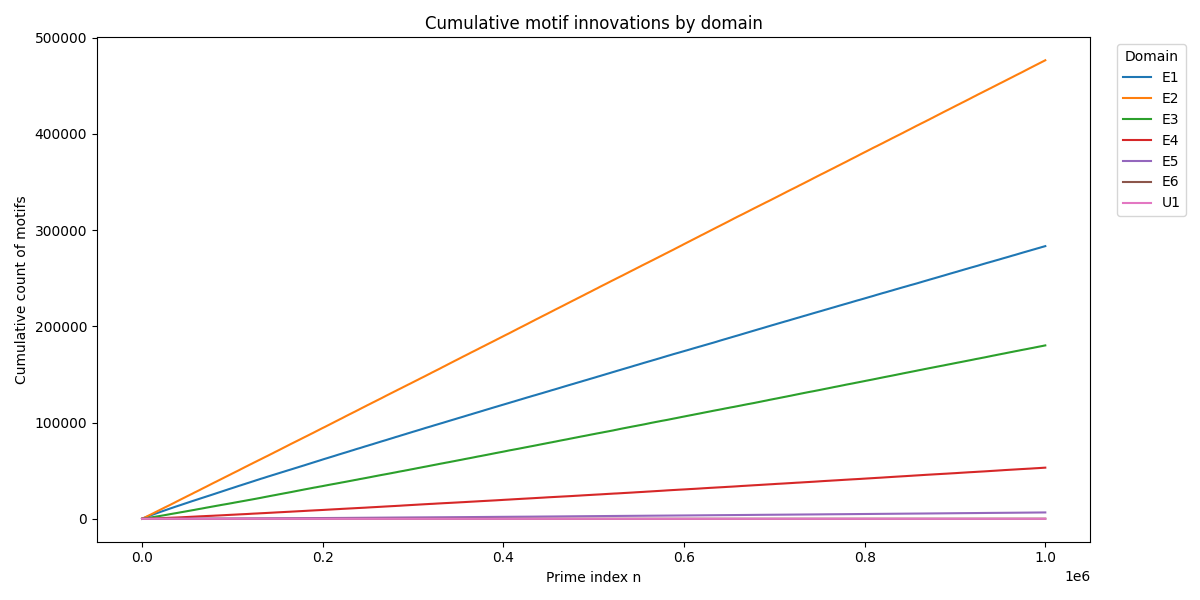 Cumulative motif innovations by domain
Cumulative count of motifs
500000
400000
300000
200000
100000
0
0.0
0.2
0.4
0.6
0.8
1.0
1e6
Prime index n
Domain
E1
E2
E3
E4
E5
E6
U1